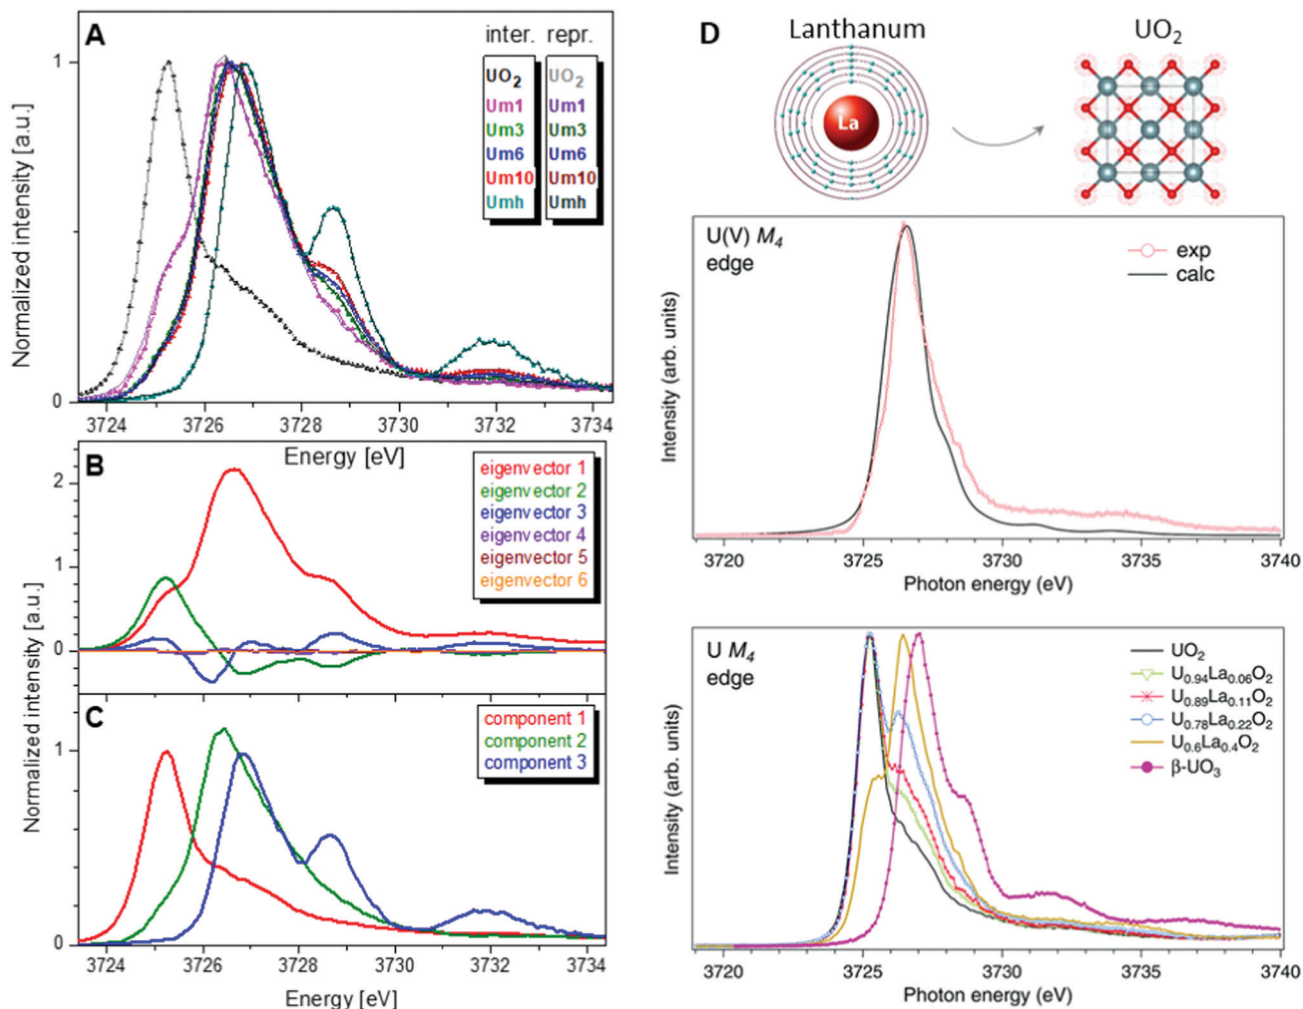 A
inter. repr.
UO2 UO2
Um1 Um1
Um3 Um3
Um6 Um6
Um10 Um10
Umh Umh
Normalized intensity [a.u.]
1
0
3724 3726 3728 3730 3732 3734
Energy [eV]
B
eigenvector 1
eigenvector 2
eigenvector 3
eigenvector 4
eigenvector 5
eigenvector 6
2
1
0
Normalized intensity [a.u.]
C
component 1
component 2
component 3
1
0
3724 3726 3728 3730 3732 3734
Energy [eV]
D
Lanthanum UO2
La
U(V) M4
edge
exp
calc
Intensity (arb. units)
3720 3725 3730 3735 3740
Photon energy (eV)
U M4
edge
UO2
U0.94La0.06O2
U0.89La0.11O2
U0.78La0.22O2
U0.6La0.4O2
β-UO3
Intensity (arb. units)
3720 3725 3730 3735 3740
Photon energy (eV)